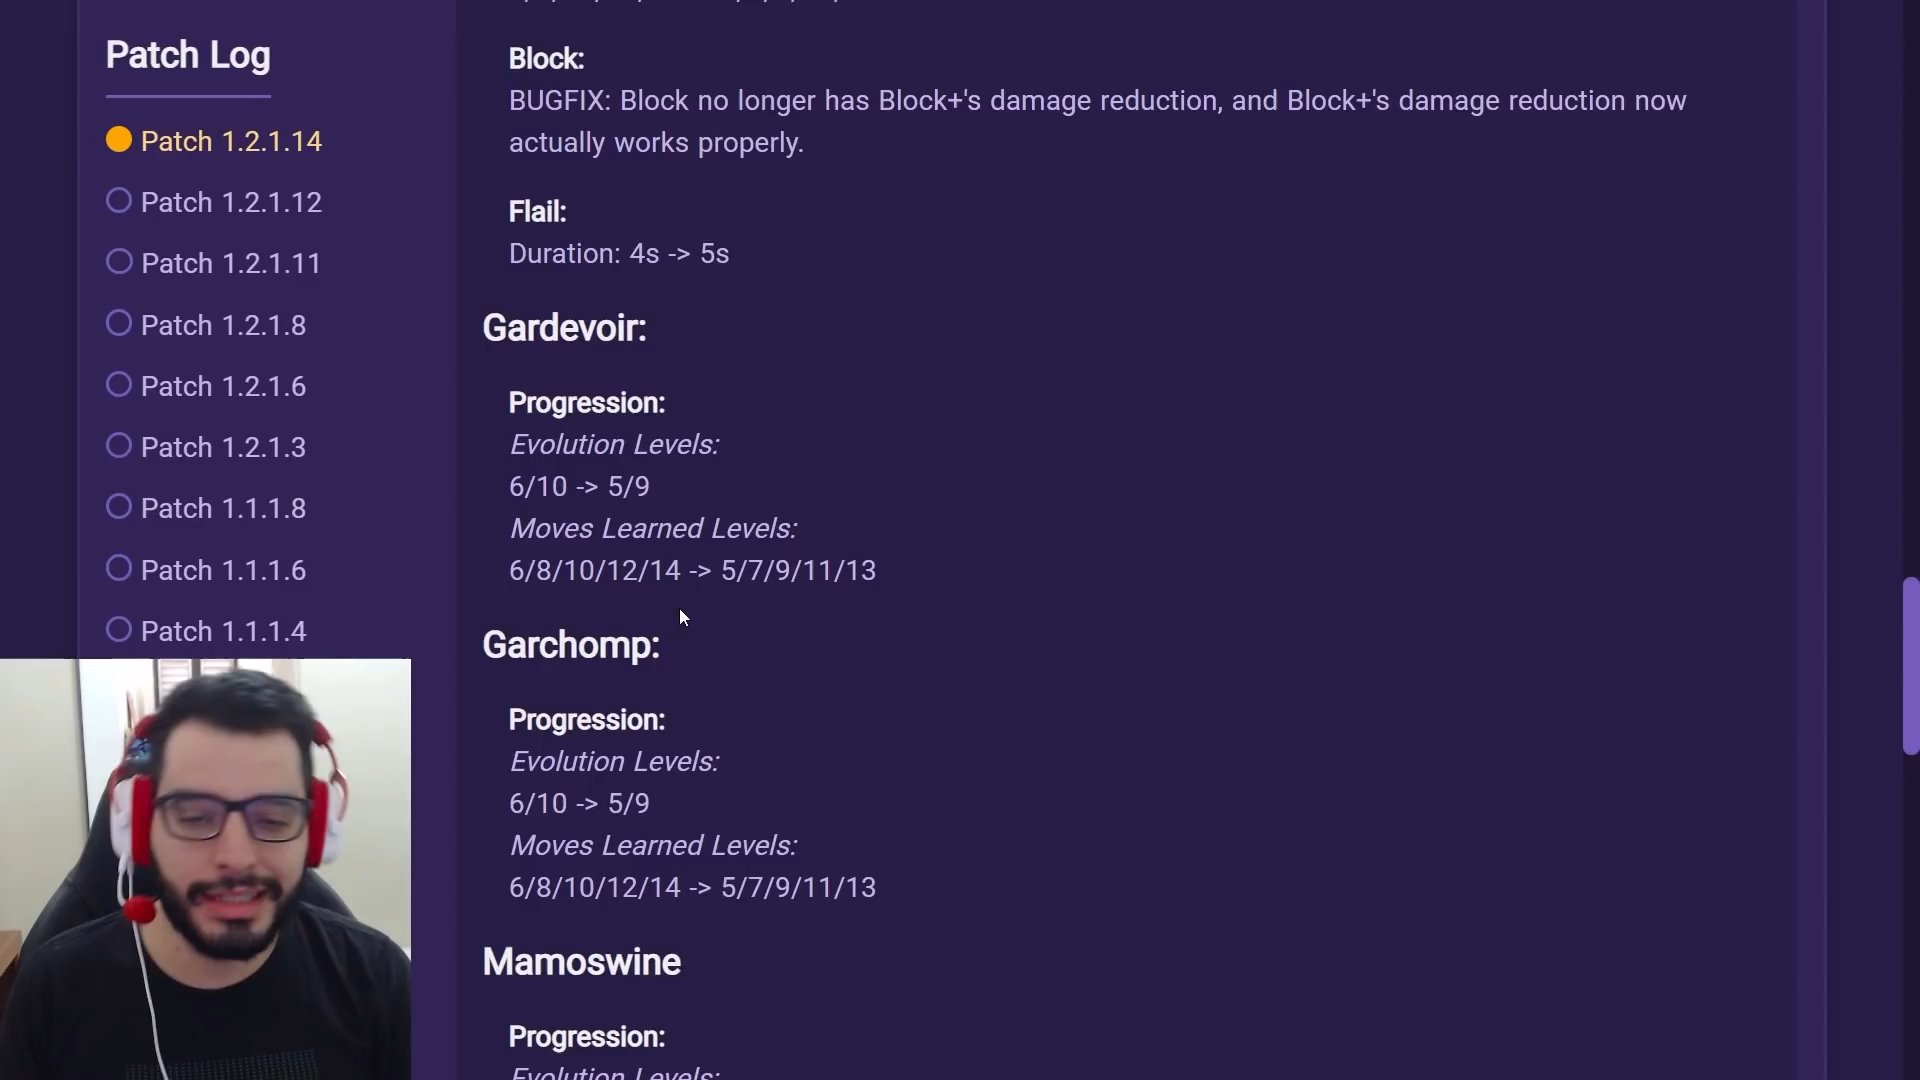 Patch Log
Patch 1.2.1.14
Patch 1.2.1.12
Patch 1.2.1.11
Patch 1.2.1.8
Patch 1.2.1.6
Patch 1.2.1.3
Patch 1.1.1.8
Patch 1.1.1.6
Patch 1.1.1.4
Block:
BUGFIX: Block no longer has Block+'s damage reduction, and Block+'s damage reduction now
actually works properly.
Flail:
Duration: 4s -> 5s
Gardevoir:
Progression:
Evolution Levels:
6/10 -> 5/9
Moves Learned Levels:
6/8/10/12/14 -> 5/7/9/11/13
Garchomp:
Progression:
Evolution Levels:
6/10 -> 5/9
Moves Learned Levels:
6/8/10/12/14 -> 5/7/9/11/13
Mamoswine
Progression:
Evolution Levels: